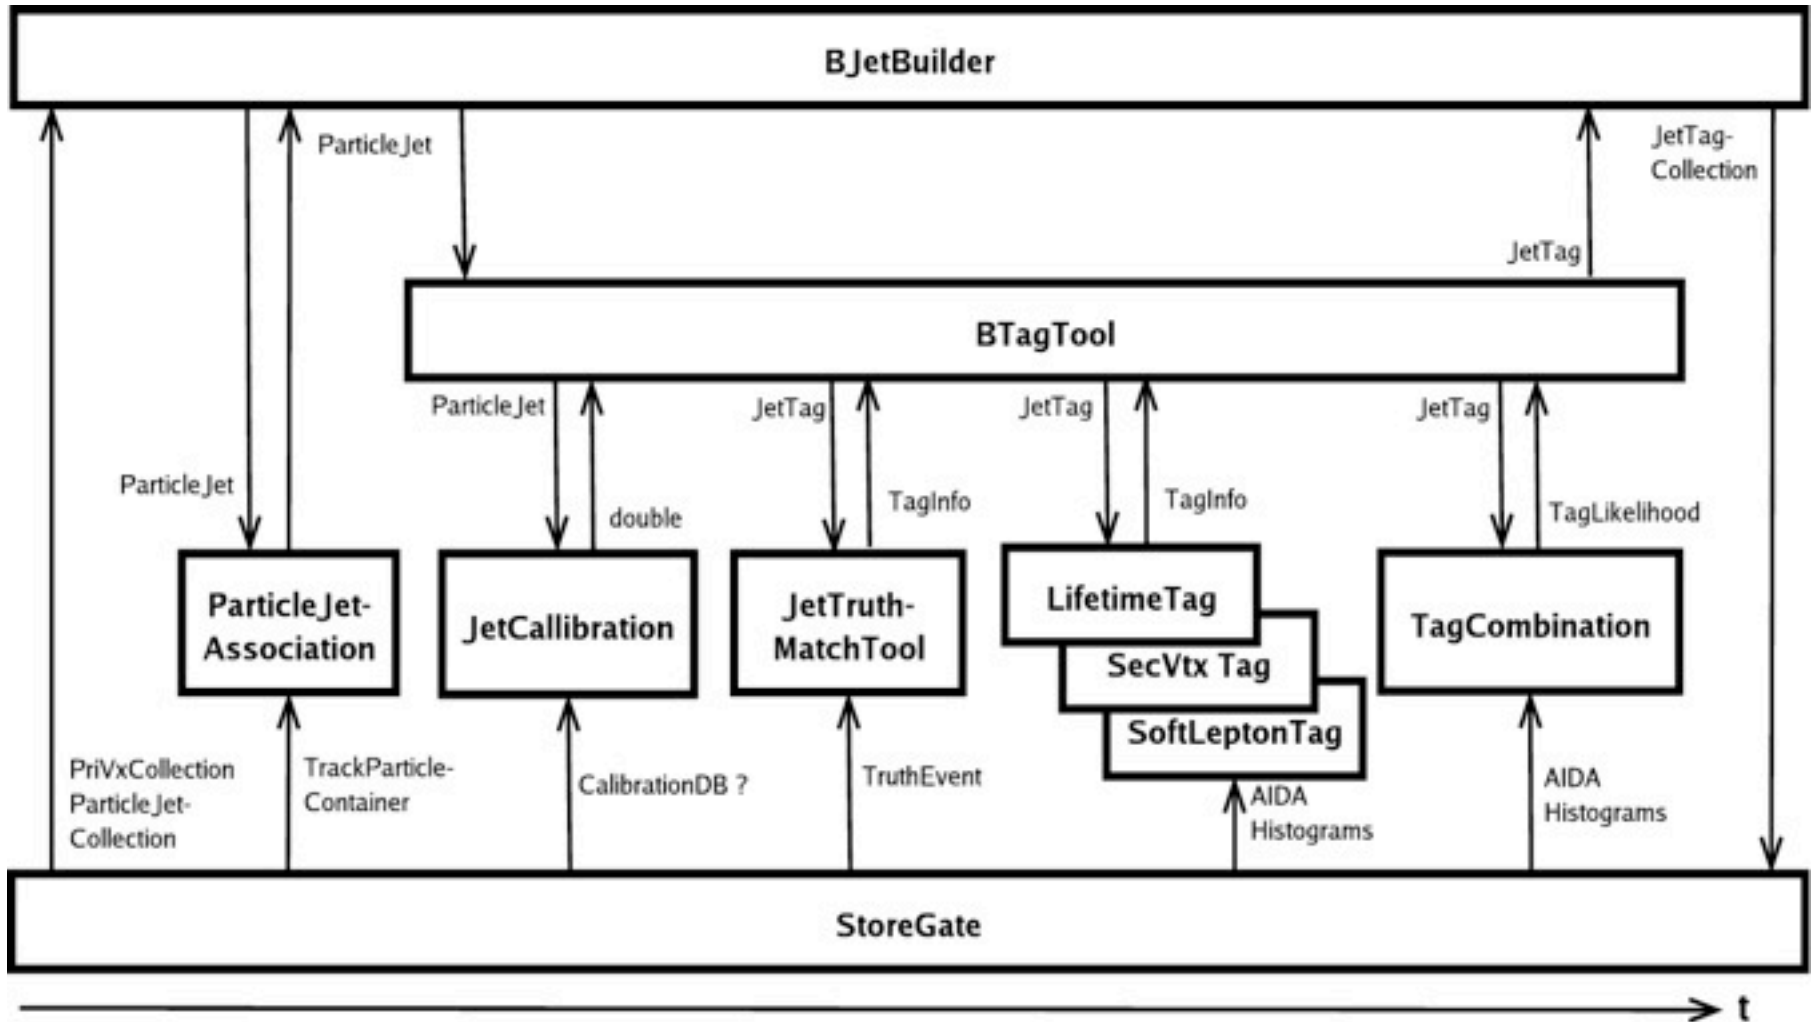 BJetBuilder
ParticleJet
JetTag-
Collection
JetTag
BTagTool
ParticleJet
JetTag
JetTag
JetTag
ParticleJet
double
TagInfo
TagInfo
TagLikelihood
ParticleJet-
Association
JetCallibration
JetTruth-
MatchTool
LifetimeTag
SecVtx Tag
SoftLeptonTag
TagCombination
PriVxCollection
ParticleJet-
Collection
TrackParticle-
Container
CalibrationDB ?
TruthEvent
AIDA
Histograms
AIDA
Histograms
StoreGate
t